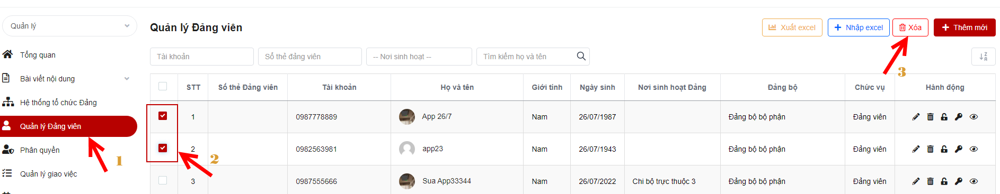 Quản lý
Quản lý Đảng viên
Xuất excel
Nhập excel
Xóa
Thêm mới
Tổng quan
Tài khoản
Số thẻ đảng viên
-- Nơi sinh hoạt --
Tìm kiếm họ và tên
3
Bài viết nội dung
STT Số thẻ Đảng viên Tài khoản Họ và tên Giới tính Ngày sinh Nơi sinh hoạt Đảng Đảng bộ Chức vụ Hành động
Hệ thống tổ chức Đảng
1 0987778889 App 26/7 Nam 26/07/1987 Đảng bộ bộ phận Đảng viên
Quản lý Đảng viên
2 0982563981 app23 Nam 26/07/1943 Đảng bộ bộ phận Đảng viên
Phân quyền
1
2
Quản lý giao việc
3 0987555666 Sua App33344 Nam 26/07/2022 Chi bộ trực thuộc 3 Đảng bộ bộ phận Đảng viên